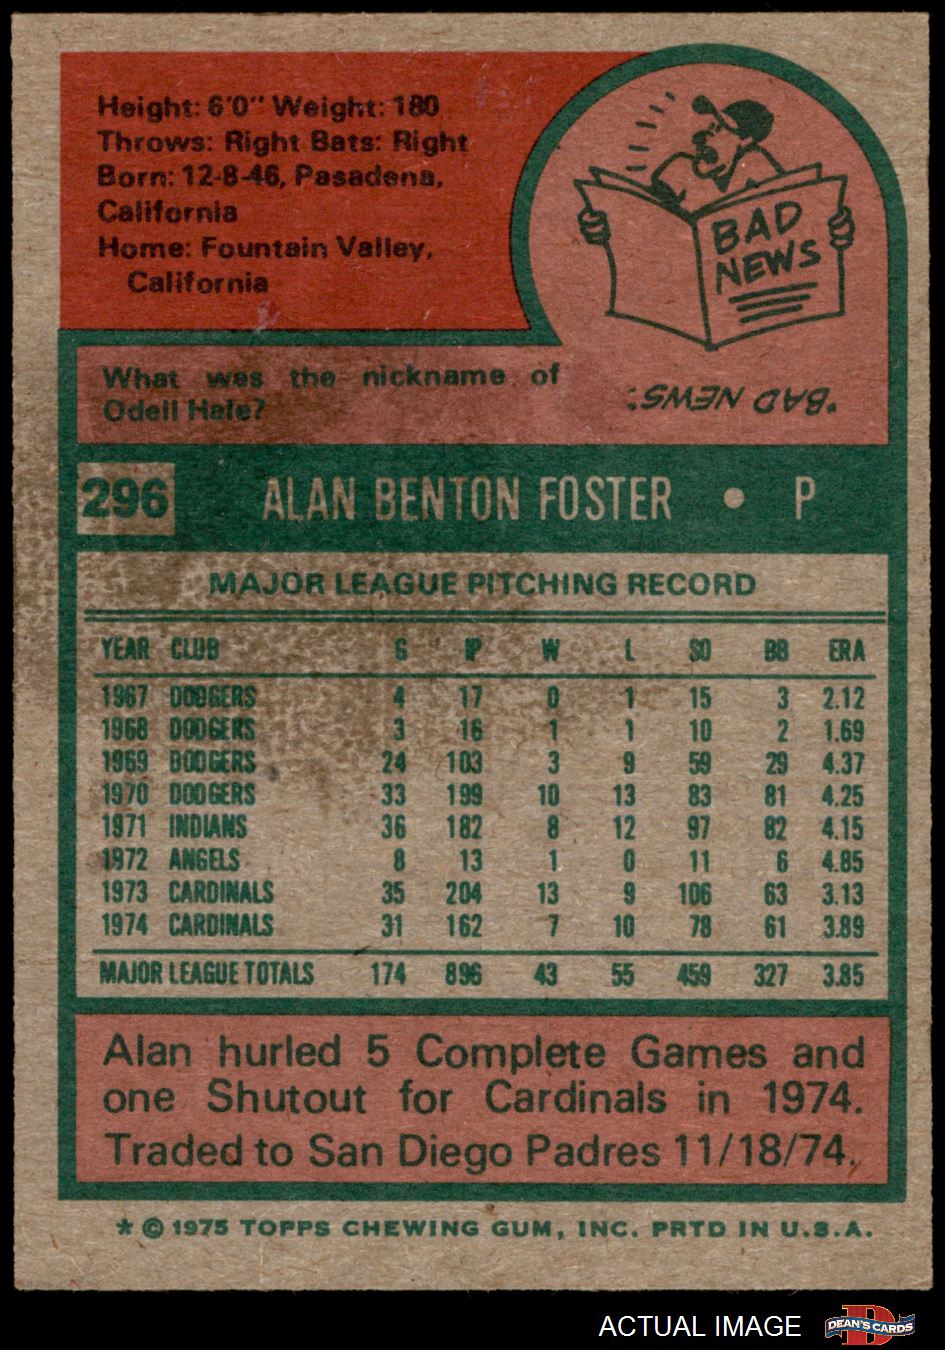 Height: 6'0" Weight: 180
Throws: Right Bats: Right
Born: 12-8-46, Pasadena,
California
Home: Fountain Valley,
California
BAD
NEWS
What was the nickname of
Odell Hale?
"BAD NEWS."
296 ALAN BENTON FOSTER • P
MAJOR LEAGUE PITCHING RECORD
YEAR CLUB G IP W L SO BB ERA
1967 DODGERS 4 17 0 1 15 3 2.12
1968 DODGERS 3 16 1 1 10 2 1.69
1969 DODGERS 24 103 3 9 59 29 4.37
1970 DODGERS 33 199 10 13 83 81 4.25
1971 INDIANS 36 182 8 12 97 82 4.15
1972 ANGELS 8 13 1 0 11 6 4.85
1973 CARDINALS 35 204 13 9 106 63 3.13
1974 CARDINALS 31 162 7 10 78 61 3.89
MAJOR LEAGUE TOTALS 174 896 43 55 459 327 3.85
Alan hurled 5 Complete Games and
one Shutout for Cardinals in 1974.
Traded to San Diego Padres 11/18/74.
* © 1975 TOPPS CHEWING GUM, INC. PRTD IN U.S.A.
ACTUAL IMAGE
D
DEAN'S CARDS